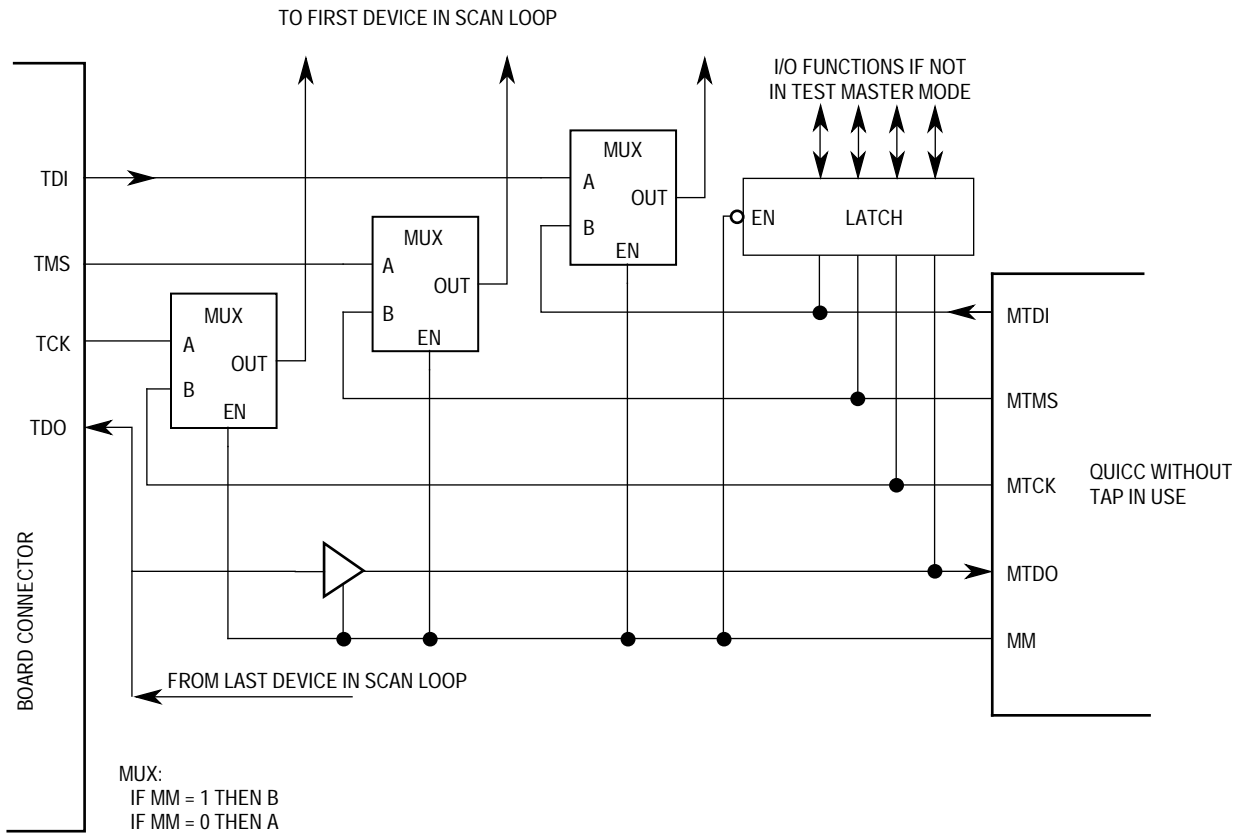 TO FIRST DEVICE IN SCAN LOOP
I/O FUNCTIONS IF NOT
IN TEST MASTER MODE
TDI
TMS
TCK
TDO
MUX
A
B
OUT
EN
MUX
A
B
OUT
EN
MUX
A
B
OUT
EN
EN
LATCH
MTDI
MTMS
MTCK
MTDO
MM
QUICC WITHOUT
TAP IN USE
BOARD CONNECTOR
FROM LAST DEVICE IN SCAN LOOP
MUX:
IF MM = 1 THEN B
IF MM = 0 THEN A